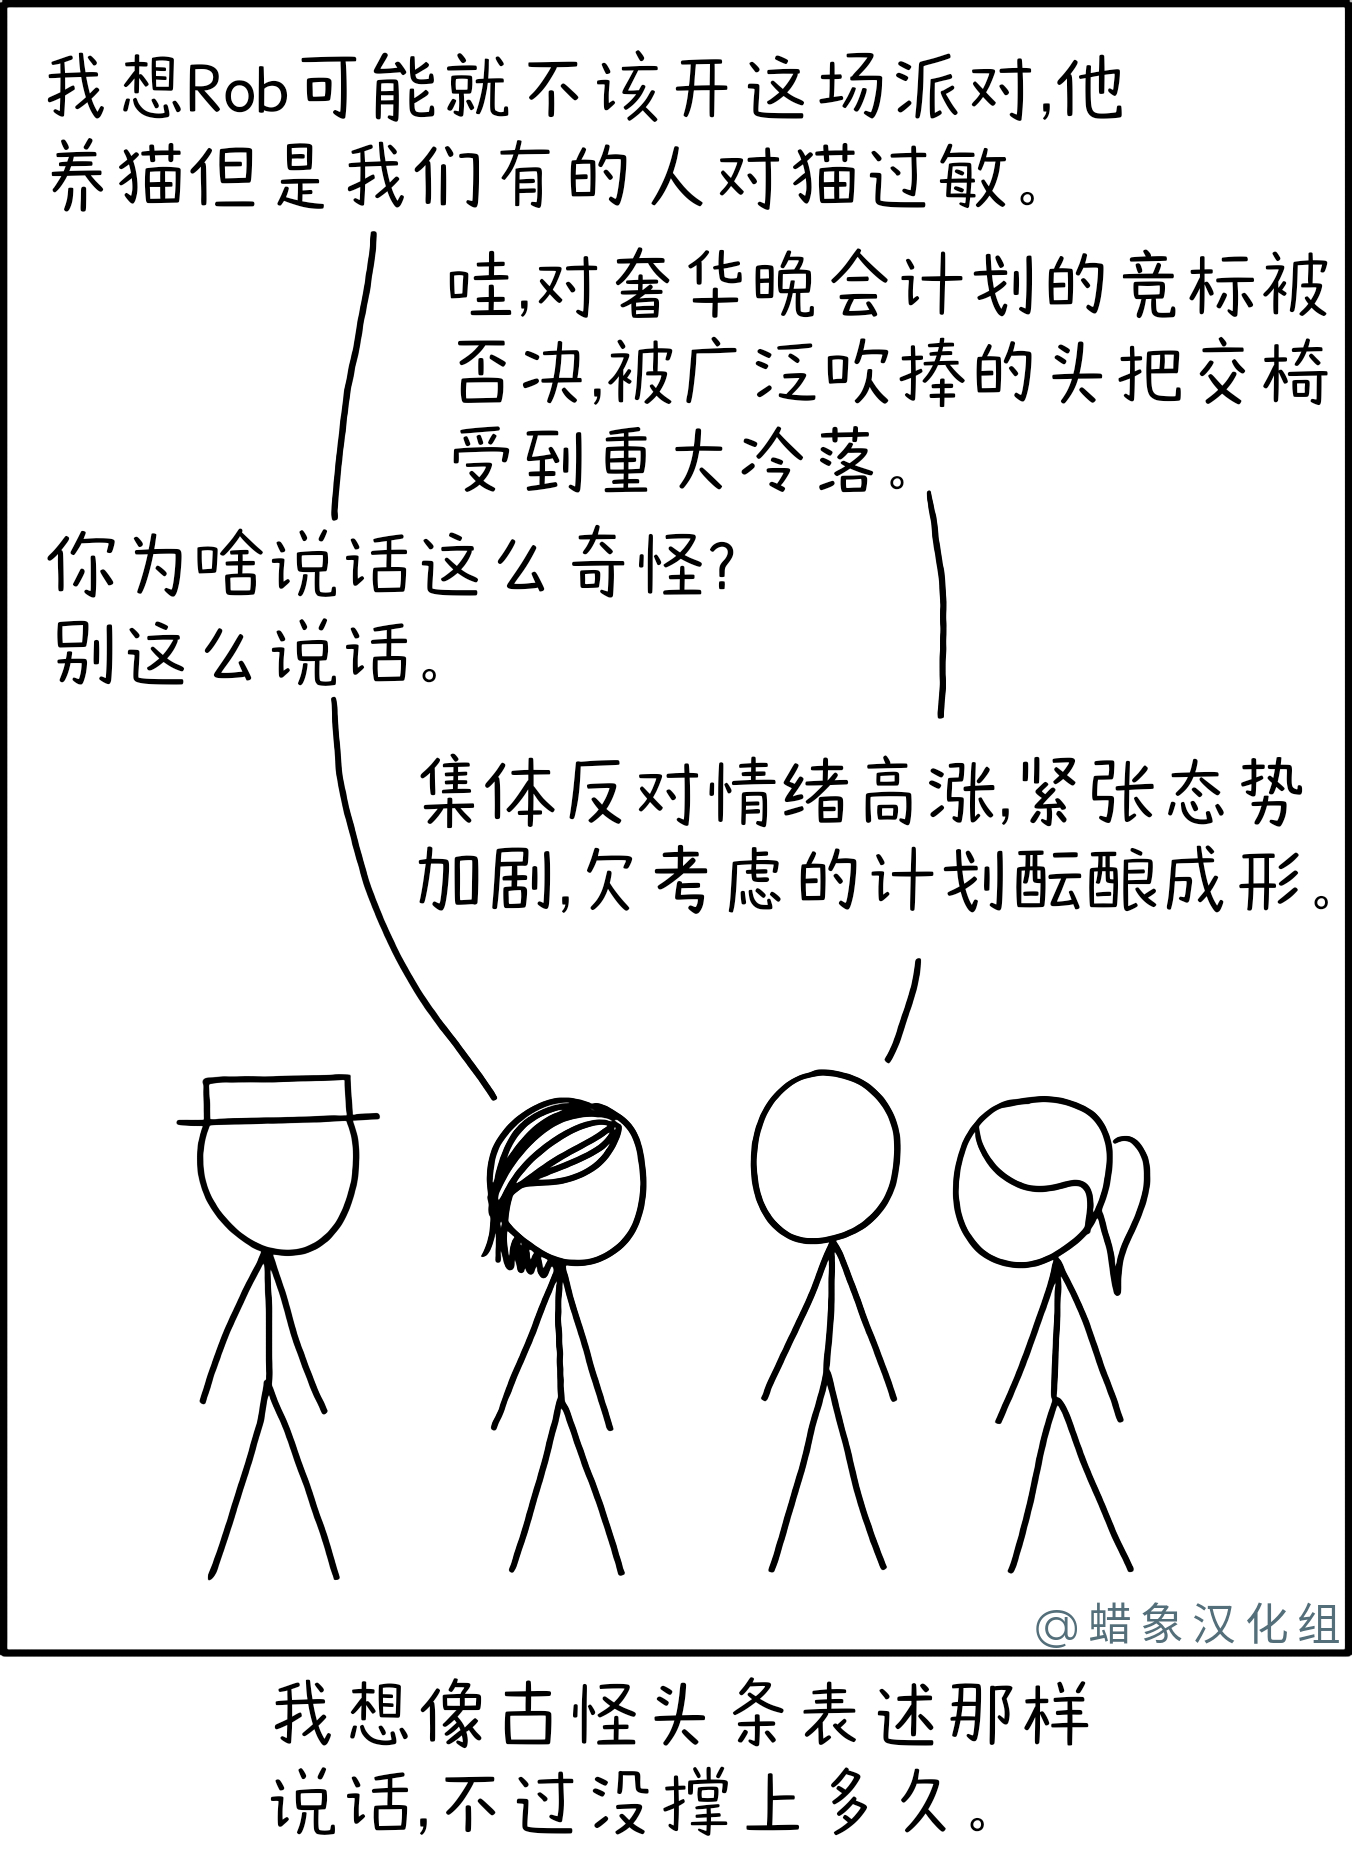 我想Rob可能就不该开这场派对,他
养猫但是我们有的人对猫过敏。
哇,对奢华晚会计划的竞标被
否决,被广泛吹捧的头把交椅
受到重大冷落。
你为啥说话这么奇怪?
别这么说话。
集体反对情绪高涨,紧张态势
加剧,欠考虑的计划酝酿成形。
@蜡象汉化组
我想像古怪头条表述那样
说话,不过没撑上多久。